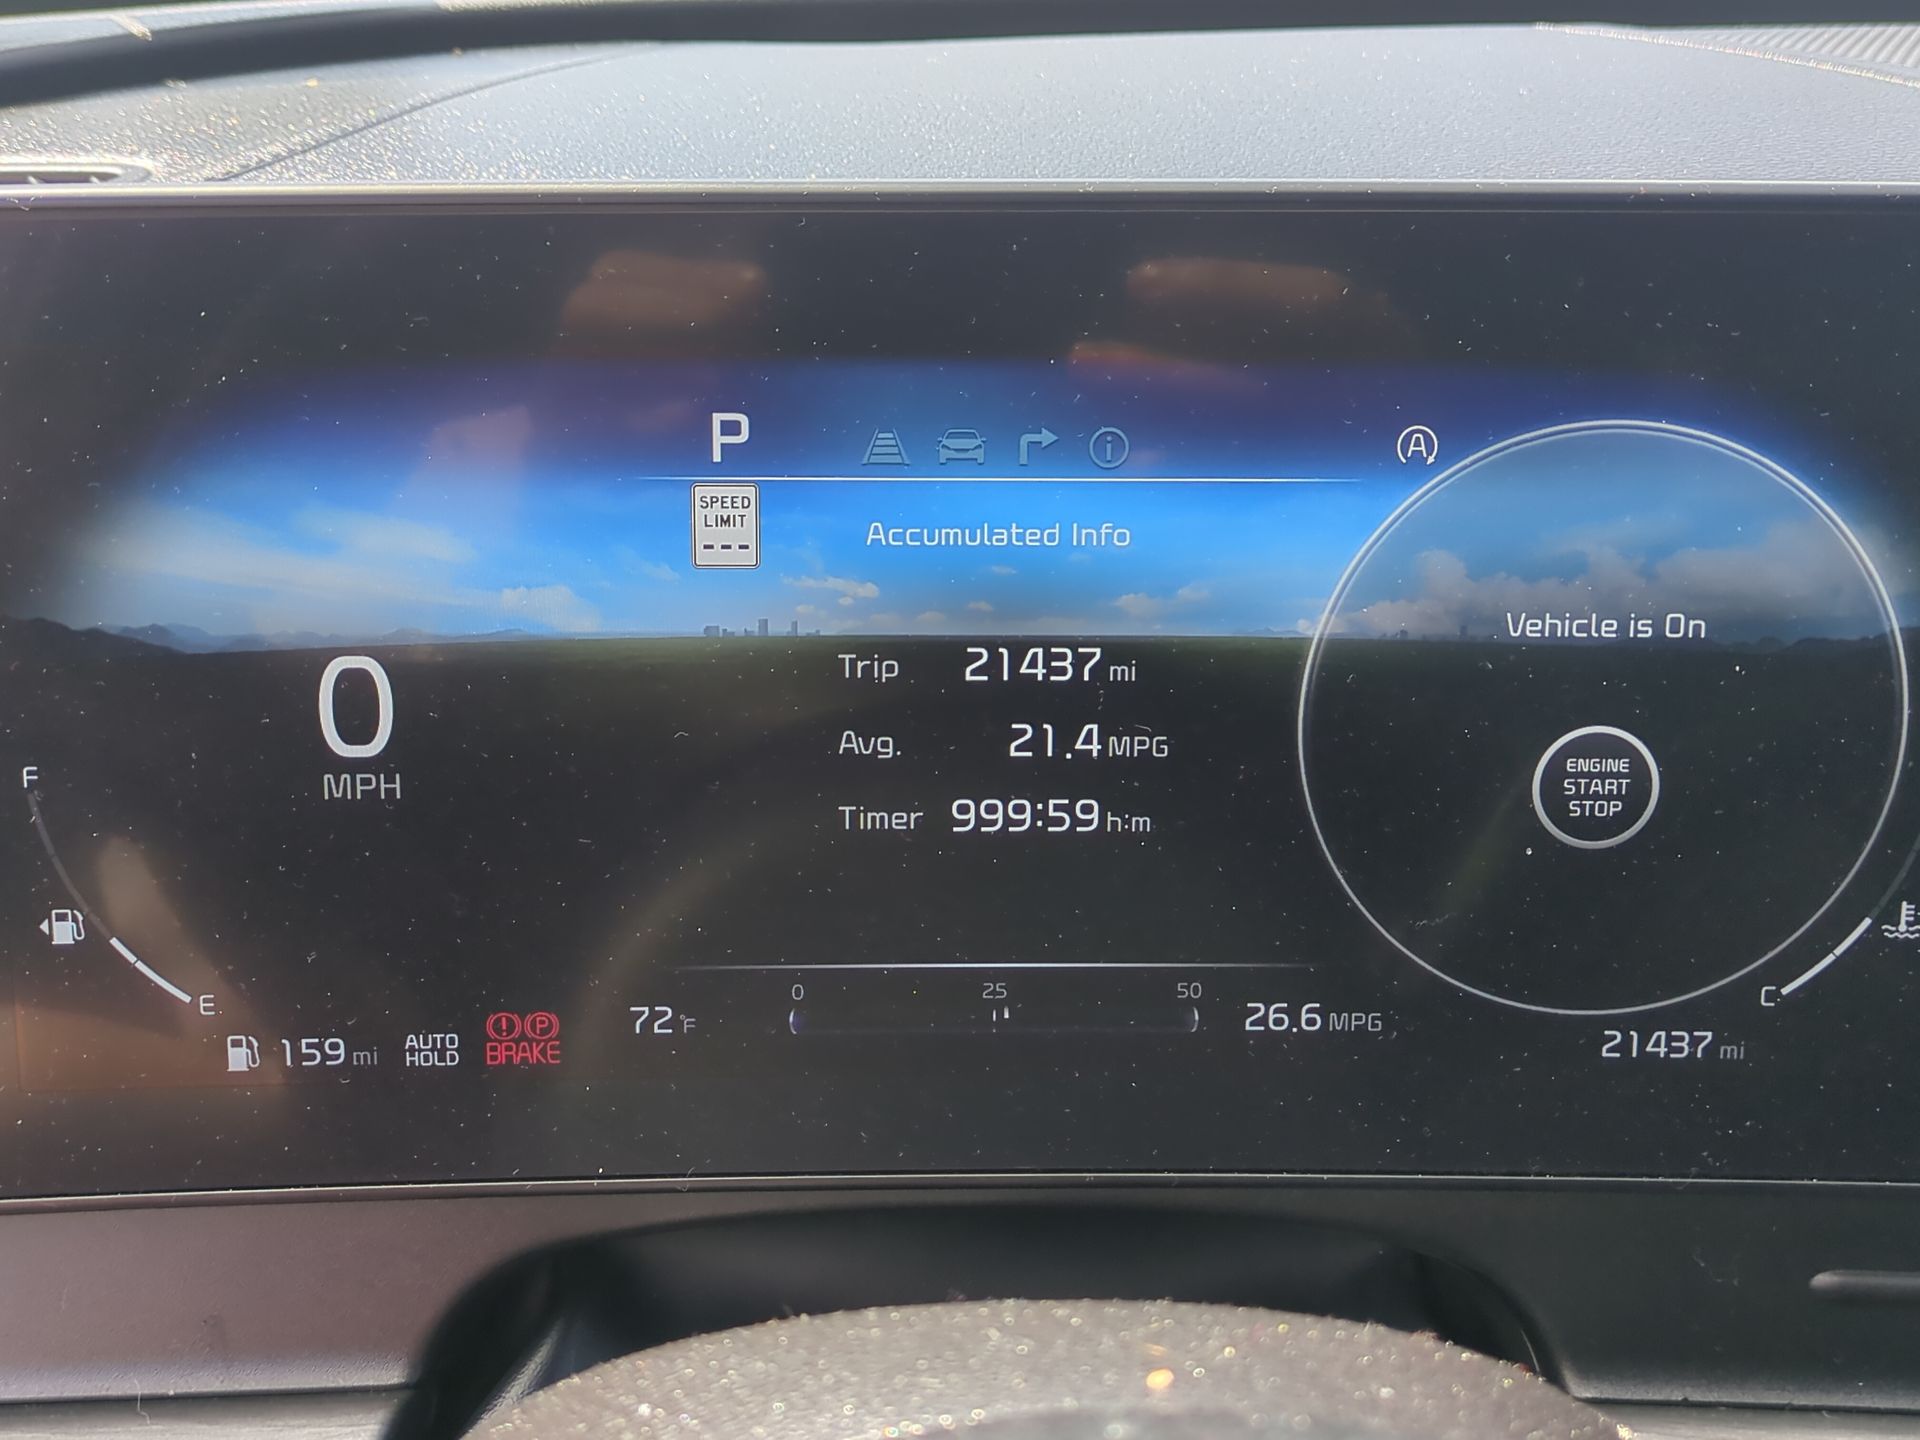 P
A
SPEED
LIMIT
---
Accumulated Info
Vehicle is On
Trip 21437 mi
0
MPH
Avg. 21.4 MPG
F
ENGINE
START
STOP
Timer 999:59 h:m
E
C
0 25 50
72°F
26.6 MPG
159 mi
AUTO
HOLD
! P
BRAKE
21437 mi